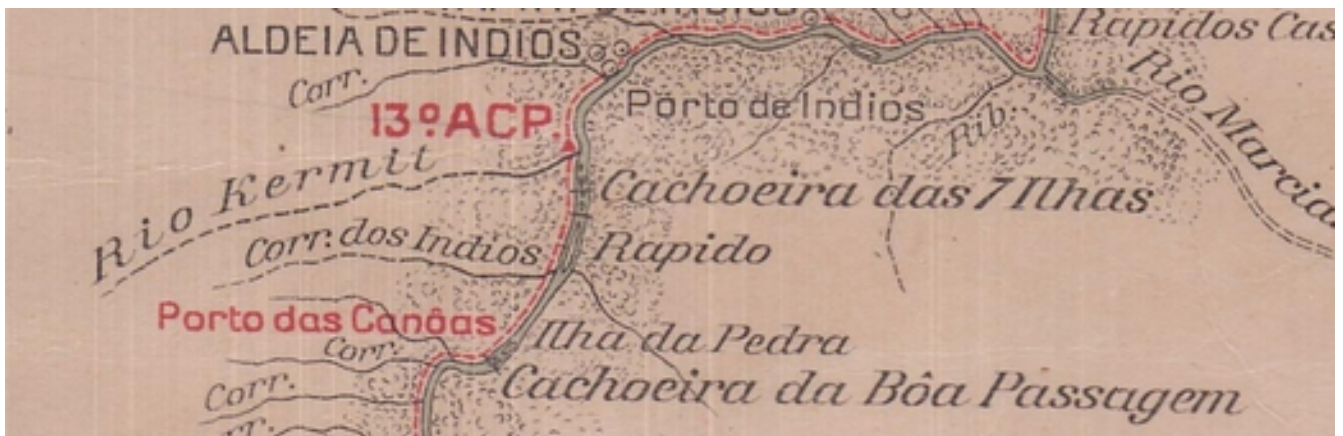 ALDEIA DE INDIOS
Rapidos Cas
Corr.
Rio Marcia
Porto de Indios
13º ACP.
Rib.
Rio Kermit
Cachoeira das 7 Ilhas
Corr. dos Indios
Rapido
Porto das Canôas
Ilha da Pedra
Corr.
Cachoeira da Bôa Passagem
Corr.